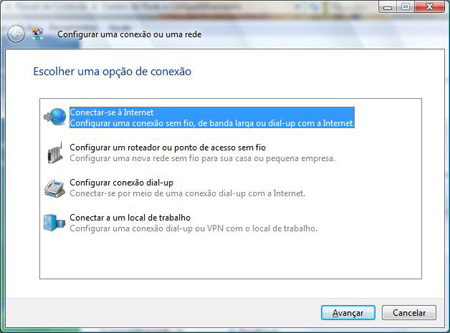 Configurar uma conexão ou uma rede
Escolher uma opção de conexão
Conectar-se à Internet
Configurar uma conexão sem fio, de banda larga ou dial-up com a Internet.
Configurar um roteador ou ponto de acesso sem fio
Configurar uma nova rede sem fio para sua casa ou pequena empresa.
Configurar conexão dial-up
Conectar-se por meio de uma conexão dial-up com a Internet.
Conectar a um local de trabalho
Configurar uma conexão dial-up ou VPN com o local de trabalho.
Avançar
Cancelar